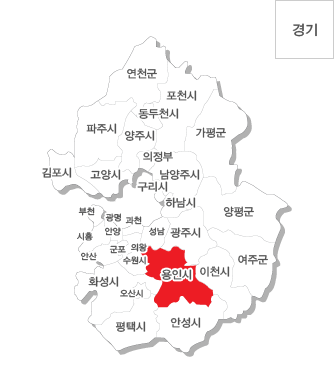 경기
연천군
포천시
동두천시
파주시
양주시
가평군
의정부
김포시
고양시
남양주시
구리시
하남시
부천
광명
과천
양평군
시흥
안양
성남
광주시
군포
의왕
안산
수원시
여주군
용인시
이천시
화성시
오산시
평택시
안성시